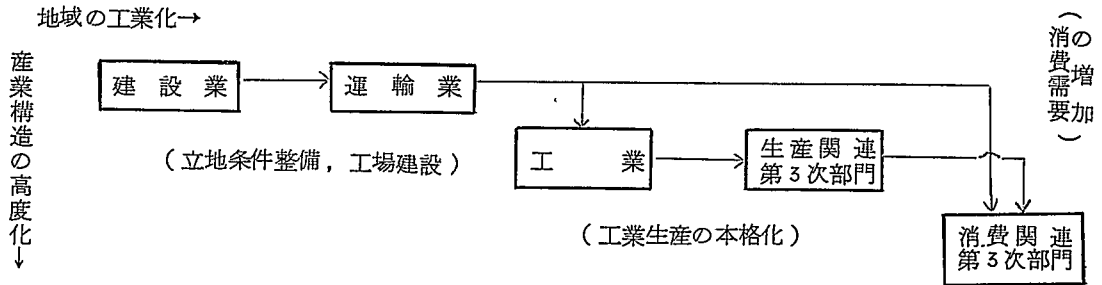 地域の工業化→
産業構造の高度化↓
建設業
運輸業
(立地条件整備，工場建設)
工業
生産関連
第3次部門
(工業生産の本格化)
消費関連
第3次部門
(消費需要
の増加)